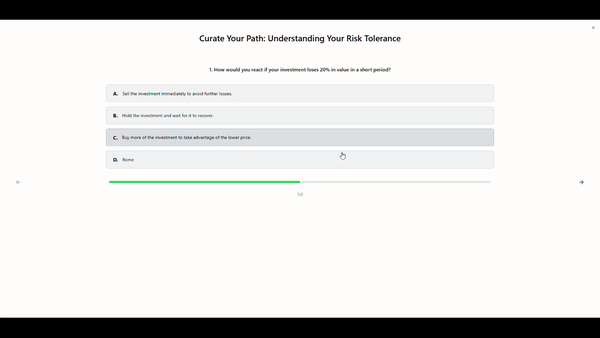 Curate Your Path: Understanding Your Risk Tolerance
1. How would you react if your investment loses 20% in value in a short period?
A. Sell the investment immediately to avoid further losses.
B. Hold the investment and wait for it to recover.
C. Buy more of the investment to take advantage of the lower price.
D. None
1/2